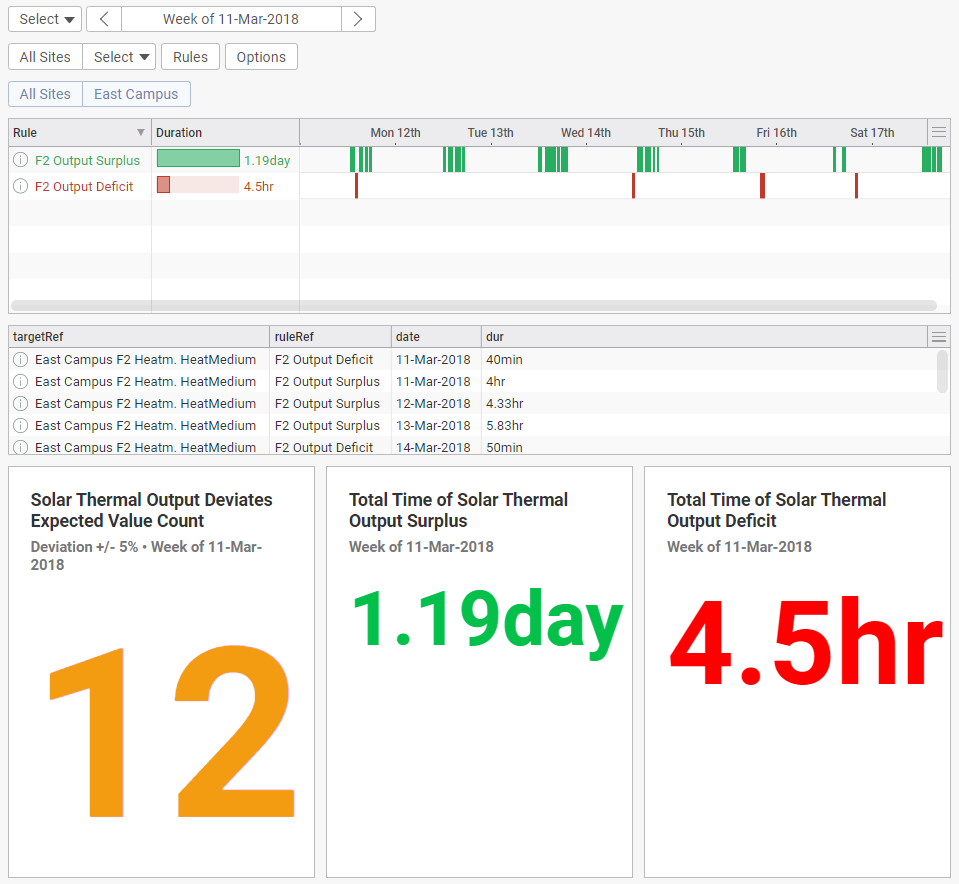 Select
Week of 11-Mar-2018
All Sites Select Rules Options
All Sites East Campus
Rule Duration Mon 12th Tue 13th Wed 14th Thu 15th Fri 16th Sat 17th
F2 Output Surplus 1.19day
F2 Output Deficit 4.5hr
targetRef ruleRef date dur
East Campus F2 Heatm. HeatMedium F2 Output Deficit 11-Mar-2018 40min
East Campus F2 Heatm. HeatMedium F2 Output Surplus 11-Mar-2018 4hr
East Campus F2 Heatm. HeatMedium F2 Output Surplus 12-Mar-2018 4.33hr
East Campus F2 Heatm. HeatMedium F2 Output Surplus 13-Mar-2018 5.83hr
East Campus F2 Heatm. HeatMedium F2 Output Deficit 14-Mar-2018 50min
Solar Thermal Output Deviates
Expected Value Count
Deviation +/- 5% • Week of 11-Mar-
2018
12
Total Time of Solar Thermal
Output Surplus
Week of 11-Mar-2018
1.19day
Total Time of Solar Thermal
Output Deficit
Week of 11-Mar-2018
4.5hr